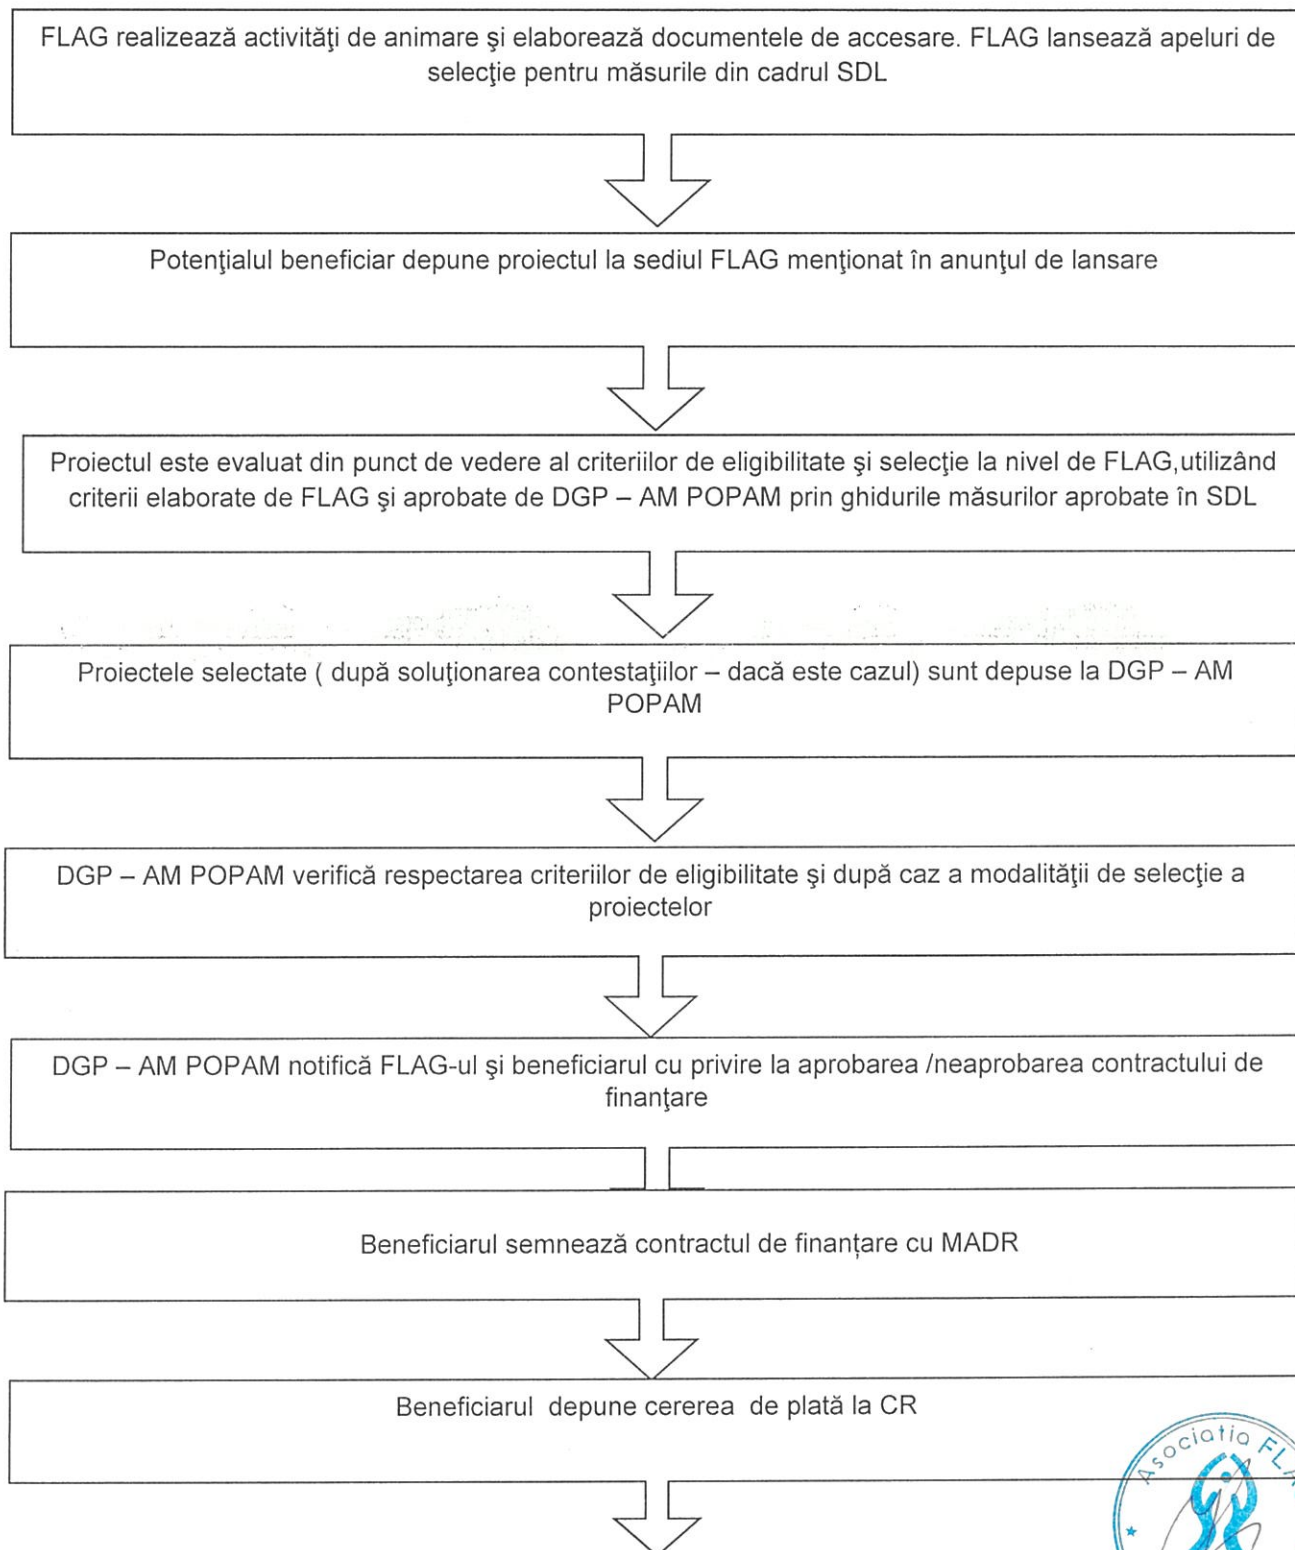 FLAG realizează activităţi de animare şi elaborează documentele de accesare. FLAG lansează apeluri de
selecţie pentru măsurile din cadrul SDL
Potenţialul beneficiar depune proiectul la sediul FLAG menţionat în anunţul de lansare
Proiectul este evaluat din punct de vedere al criteriilor de eligibilitate şi selecţie la nivel de FLAG,utilizând
criterii elaborate de FLAG şi aprobate de DGP – AM POPAM prin ghidurile măsurilor aprobate în SDL
Proiectele selectate ( după soluţionarea contestaţiilor – dacă este cazul) sunt depuse la DGP – AM
POPAM
DGP – AM POPAM verifică respectarea criteriilor de eligibilitate şi după caz a modalităţii de selecţie a
proiectelor
DGP – AM POPAM notifică FLAG-ul şi beneficiarul cu privire la aprobarea /neaprobarea contractului de
finanţare
Beneficiarul semnează contractul de finanțare cu MADR
Beneficiarul depune cererea de plată la CR
Asociatia